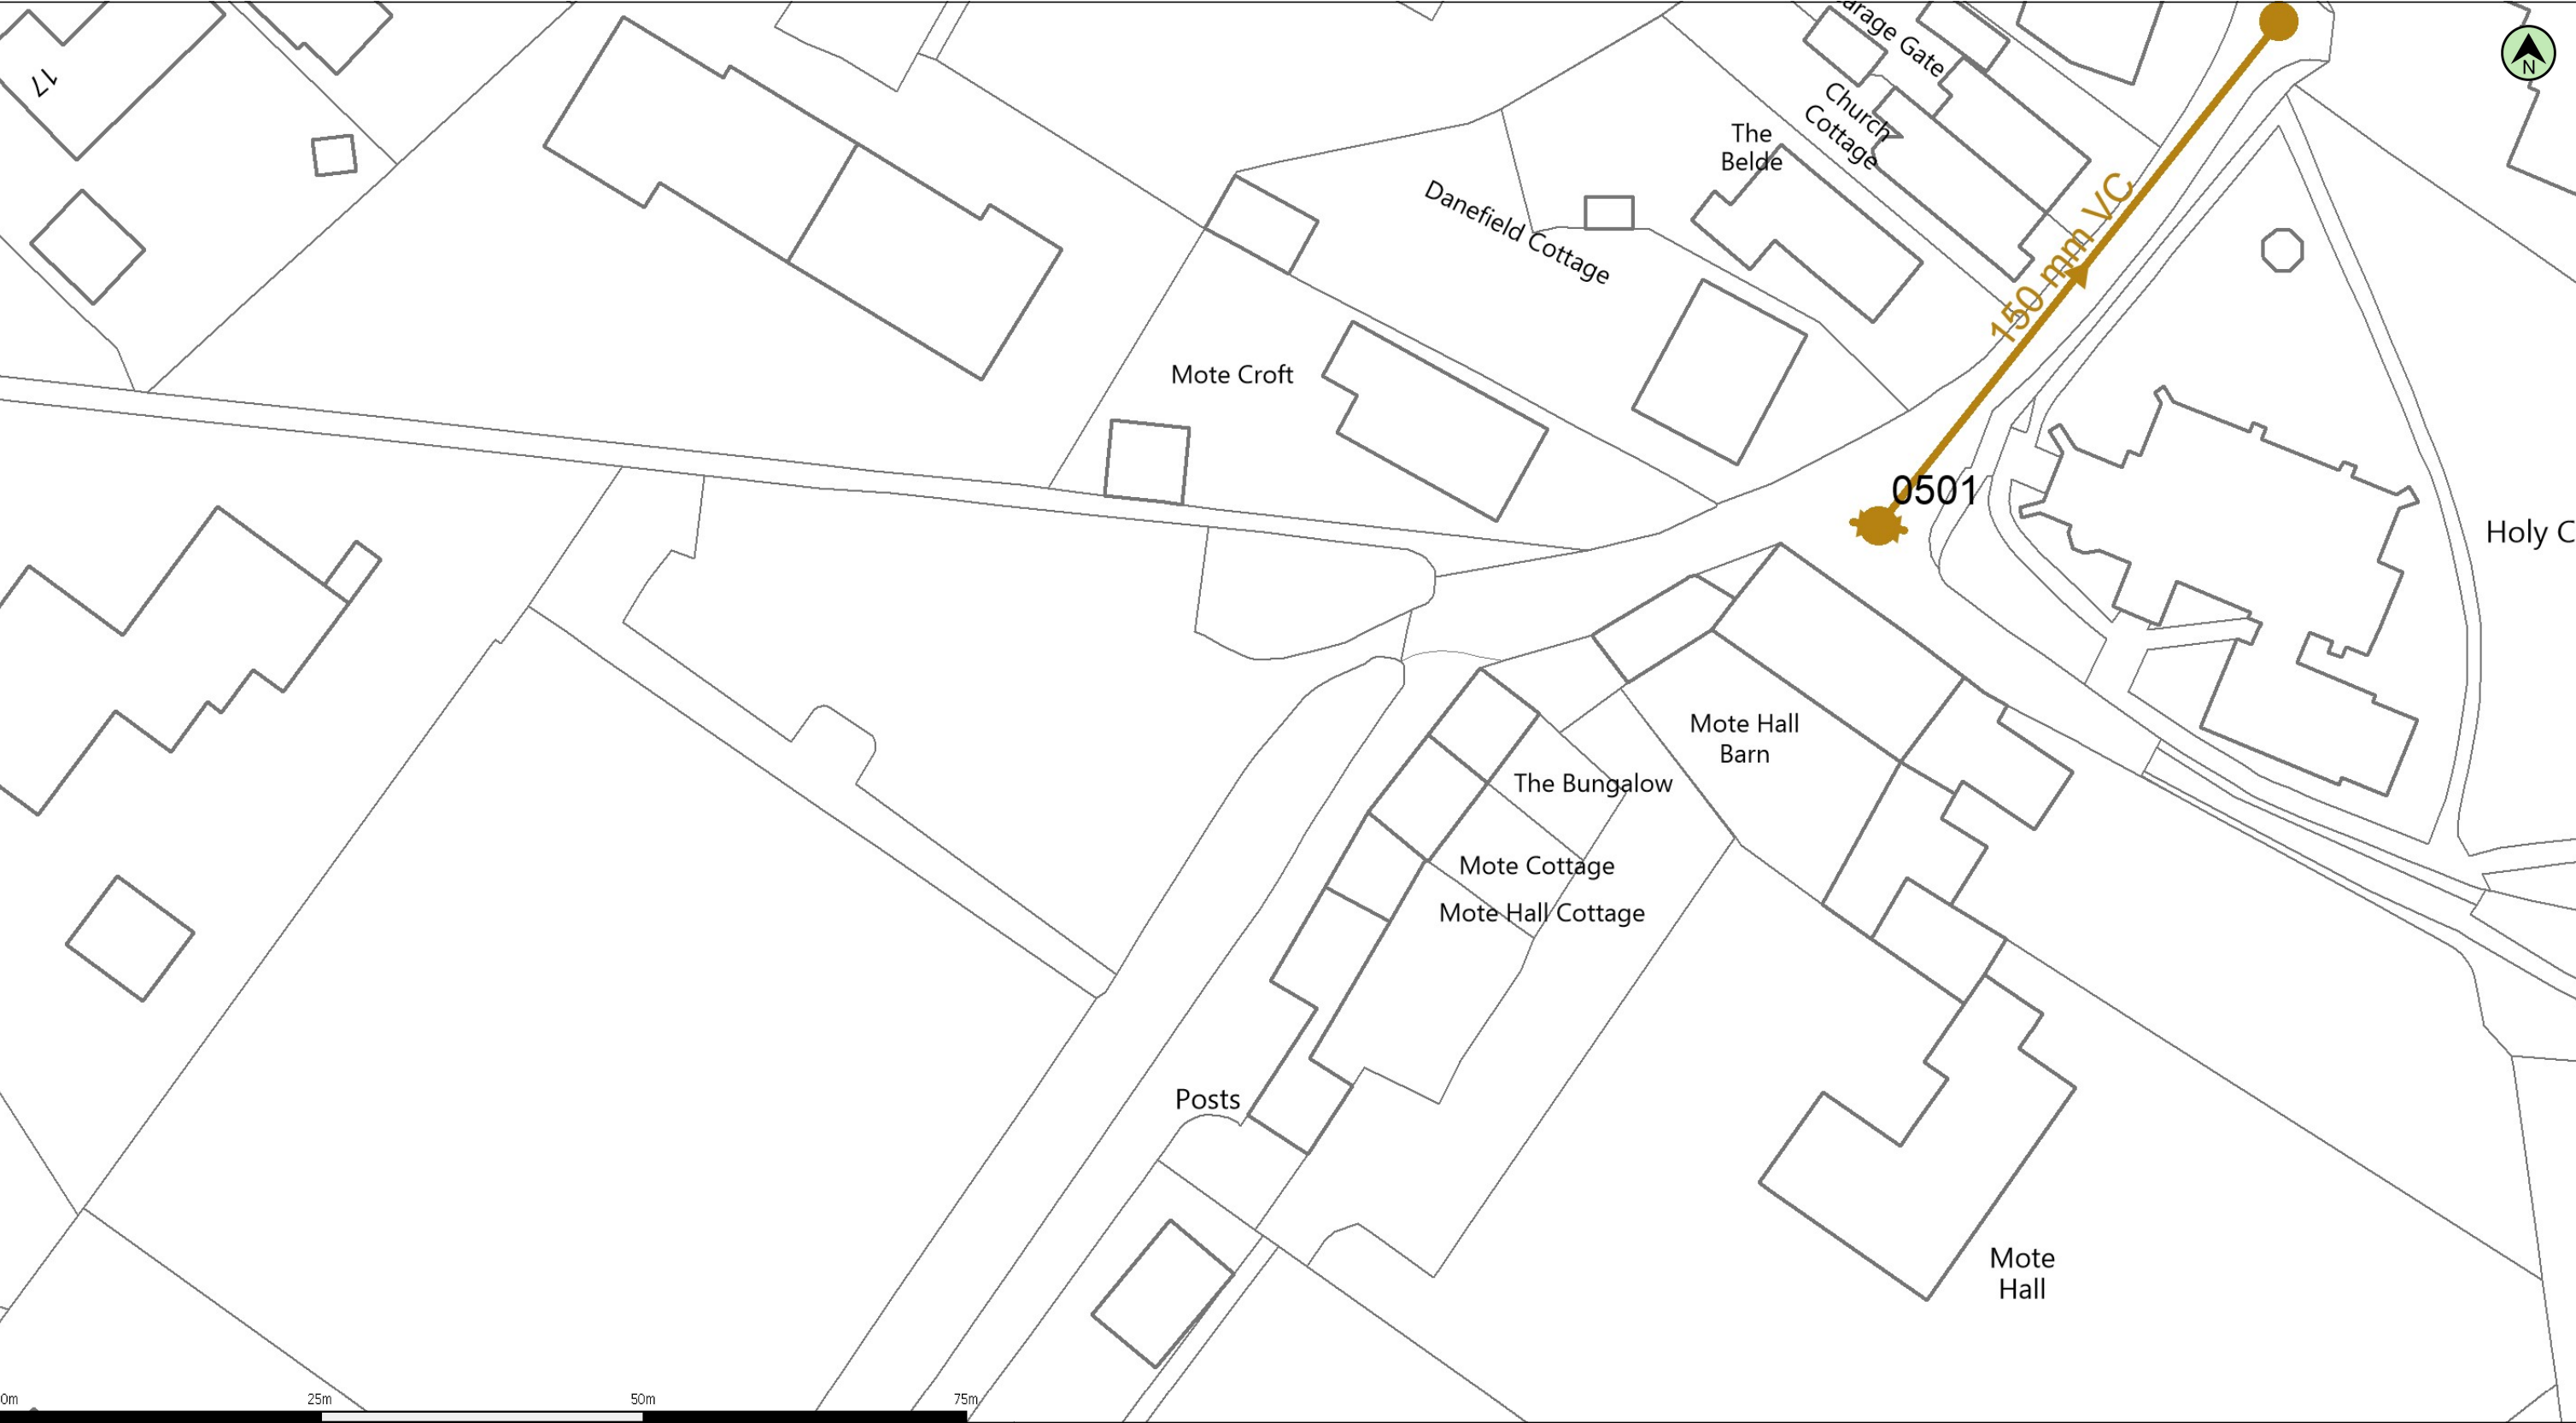 17
arage Gate
N
Church
Cottage
The
Belde
Danefield Cottage
150 mm VC
Mote Croft
0501
Holy C
Mote Hall
Barn
The Bungalow
Mote Cottage
Mote Hall Cottage
Posts
Mote
Hall
0m
25m
50m
75m